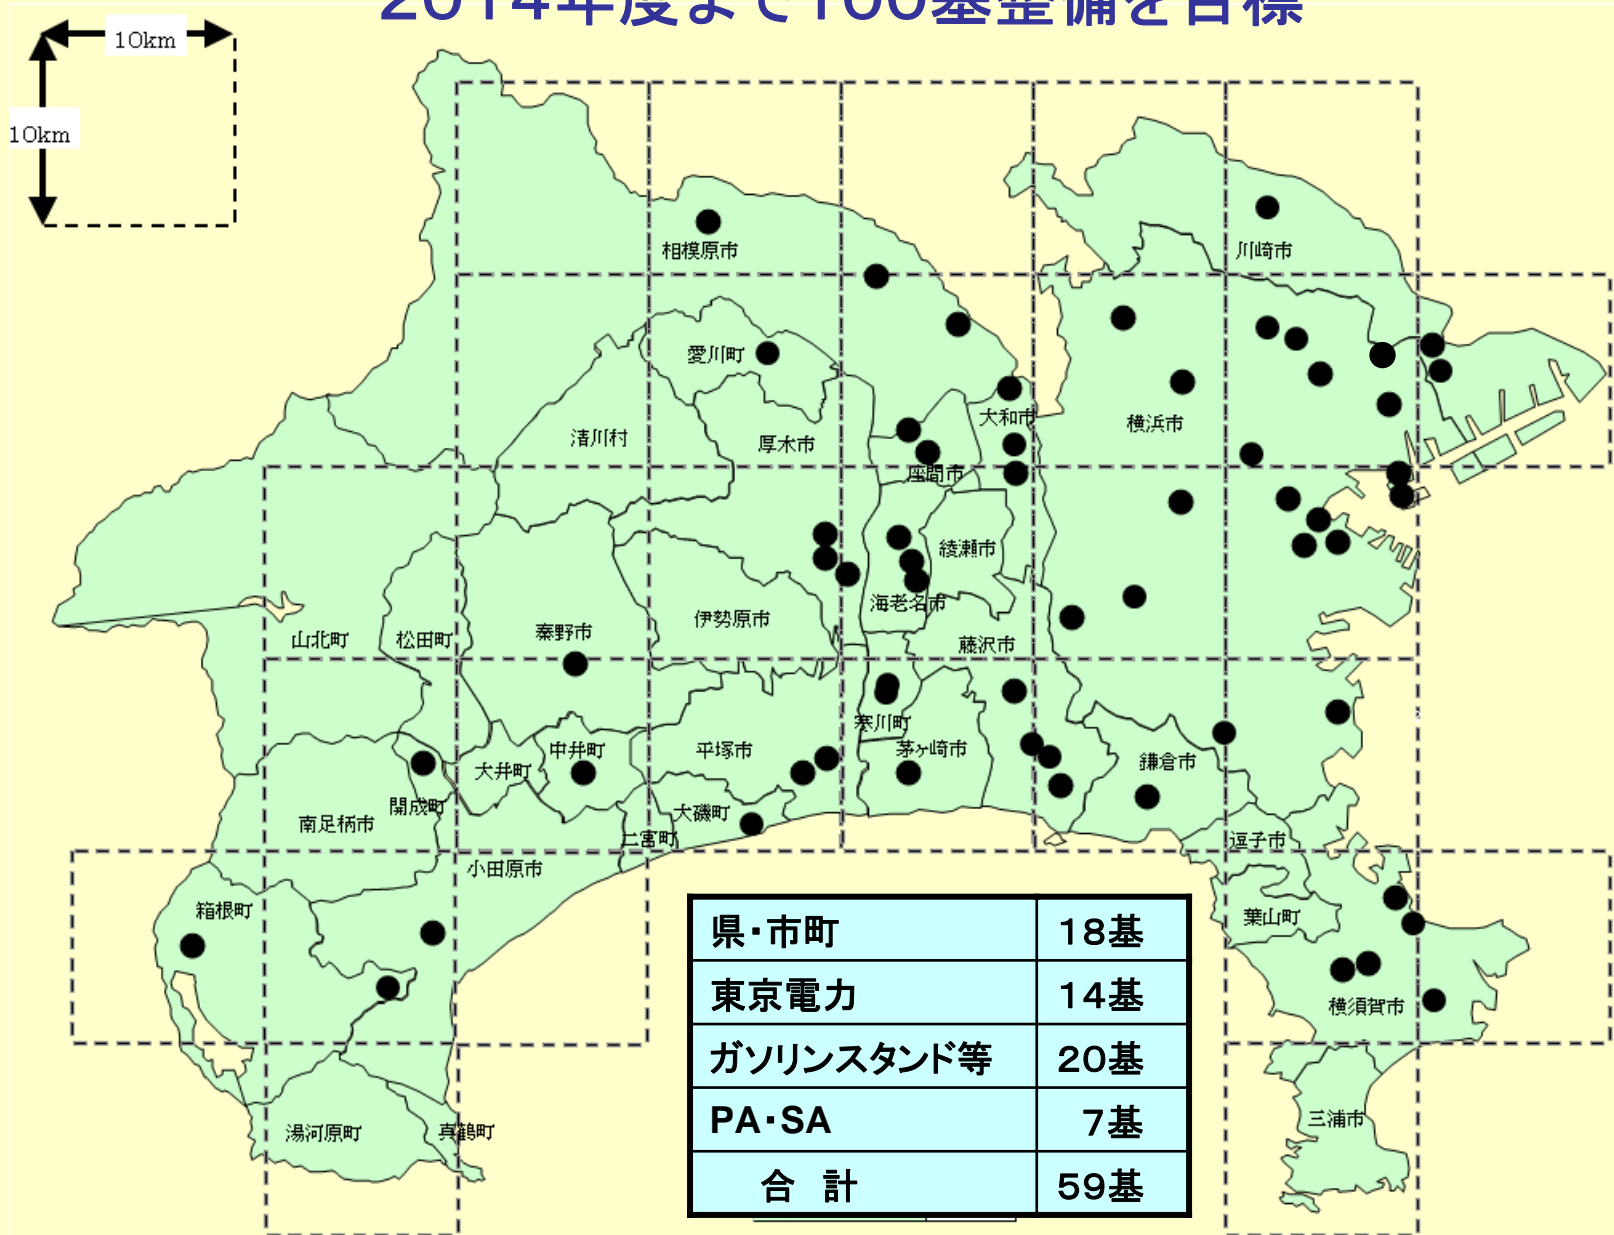 2014年度まで100基整備を目標
10km
10km
相模原市
川崎市
愛川町
大和市
横浜市
清川村
厚木市
座間市
綾瀬市
海老名市
伊勢原市
秦野市
山北町
松田町
藤沢市
寒川町
茅ヶ崎市
平塚市
中井町
大井町
鎌倉市
開成町
南足柄市
大磯町
二宮町
逗子市
小田原市
箱根町
葉山町
横須賀市
三浦市
湯河原町
真鶴町
県・市町 18基
東京電力 14基
ガソリンスタンド等 20基
PA・SA 7基
合 計 59基